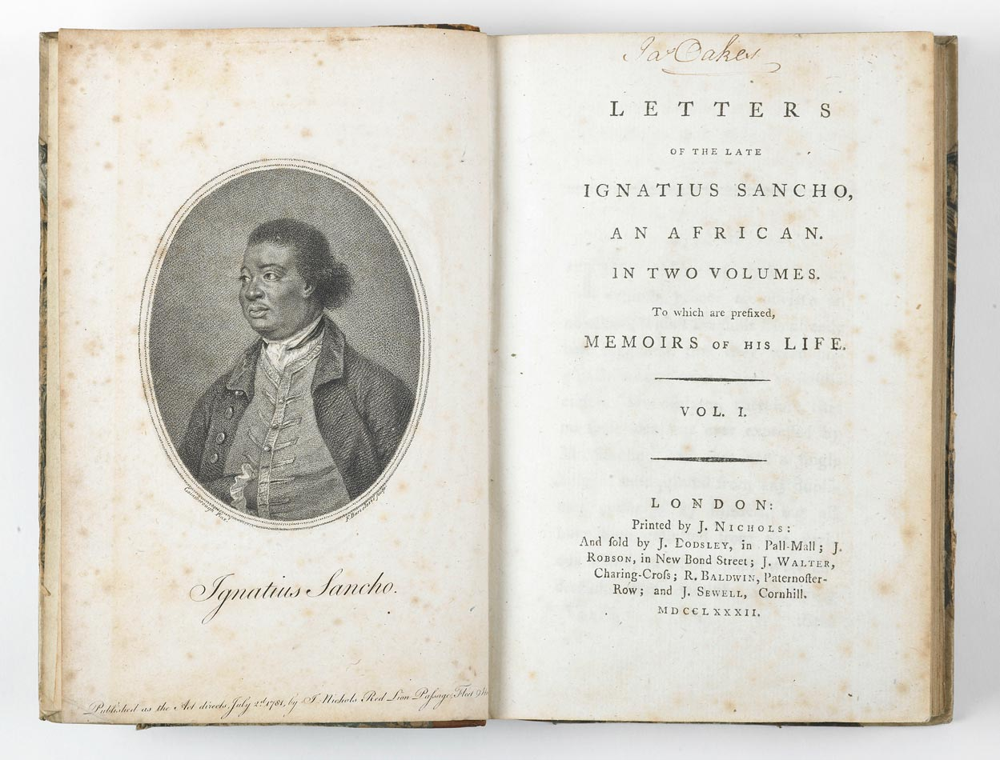 Gainsborough Pinx.
F. Bartolozzi sculp.
Ignatius Sancho.
Published as the Act directs, July 2d. 1781, by J Nichols Red Lion Passage, Fleet
Jas Oakes
LETTERS
OF THE LATE
IGNATIUS SANCHO,
AN AFRICAN.
IN TWO VOLUMES.
To which are prefixed,
MEMOIRS OF HIS LIFE.
VOL. I.
LONDON:
Printed by J. NICHOLS:
And ſold by J. DODSLEY, in Pall-Mall; J.
ROBSON, in New Bond Street; J. WALTER,
Charing-Croſs; R. BALDWIN, Paternoſter-
Row; and J. SEWELL, Cornhill.
MDCCLXXXII.